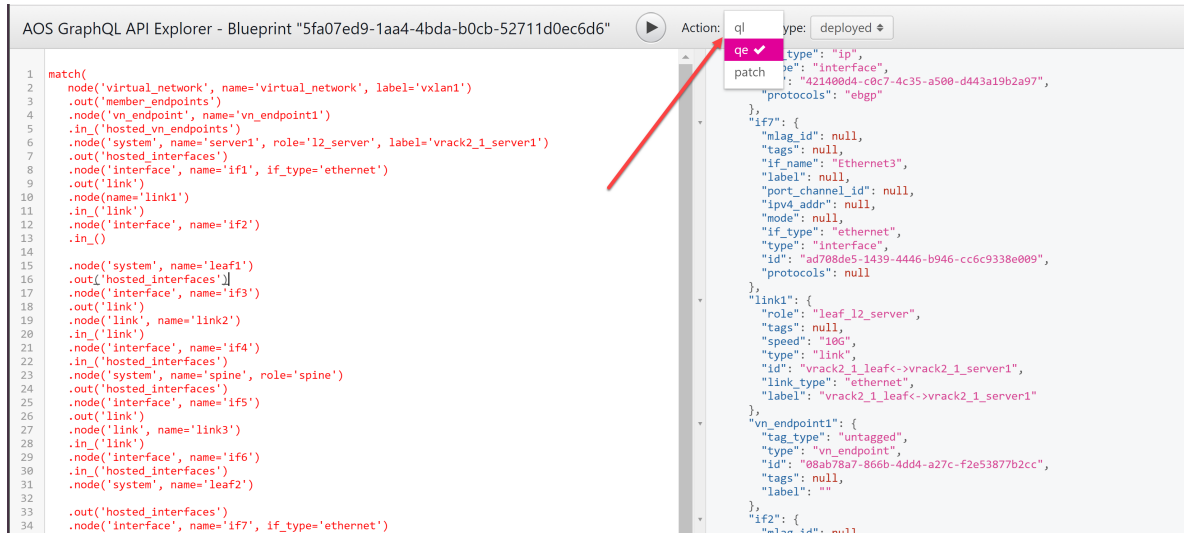 AOS GraphQL API Explorer - Blueprint "5fa07ed9-1aa4-4bda-b0cb-52711d0ec6d6" Action: ql ype: deployed
qe
patch
1 match(
2 node('virtual_network', name='virtual_network', label='vxlan1')
3 .out('member_endpoints')
4 .node('vn_endpoint', name='vn_endpoint1')
5 .in_('hosted_vn_endpoints')
6 .node('system', name='server1', role='l2_server', label='vrack2_1_server1')
7 .out('hosted_interfaces')
8 .node('interface', name='if1', if_type='ethernet')
9 .out('link')
10 .node(name='link1')
11 .in_('link')
12 .node('interface', name='if2')
13 .in_()
14
15 .node('system', name='leaf1')
16 .out('hosted_interfaces')
17 .node('interface', name='if3')
18 .out('link')
19 .node('link', name='link2')
20 .in_('link')
21 .node('interface', name='if4')
22 .in_('hosted_interfaces')
23 .node('system', name='spine', role='spine')
24 .out('hosted_interfaces')
25 .node('interface', name='if5')
26 .out('link')
27 .node('link', name='link3')
28 .in_('link')
29 .node('interface', name='if6')
30 .in_('hosted_interfaces')
31 .node('system', name='leaf2')
32
33 .out('hosted_interfaces')
34 .node('interface', name='if7', if_type='ethernet')
_type": "ip",
pe": "interface",
": "421400d4-c0c7-4c35-a500-d443a19b2a97",
"protocols": "ebgp"
},
"if7": {
"mlag_id": null,
"tags": null,
"if_name": "Ethernet3",
"label": null,
"port_channel_id": null,
"ipv4_addr": null,
"mode": null,
"if_type": "ethernet",
"type": "interface",
"id": "ad708de5-1439-4446-b946-cc6c9338e009",
"protocols": null
},
"link1": {
"role": "leaf_l2_server",
"tags": null,
"speed": "10G",
"type": "link",
"id": "vrack2_1_leaf<->vrack2_1_server1",
"link_type": "ethernet",
"label": "vrack2_1_leaf<->vrack2_1_server1"
},
"vn_endpoint1": {
"tag_type": "untagged",
"type": "vn_endpoint",
"id": "08ab78a7-866b-4dd4-a27c-f2e53877b2cc",
"tags": null,
"label": ""
},
"if2": {
"mlag_id": null